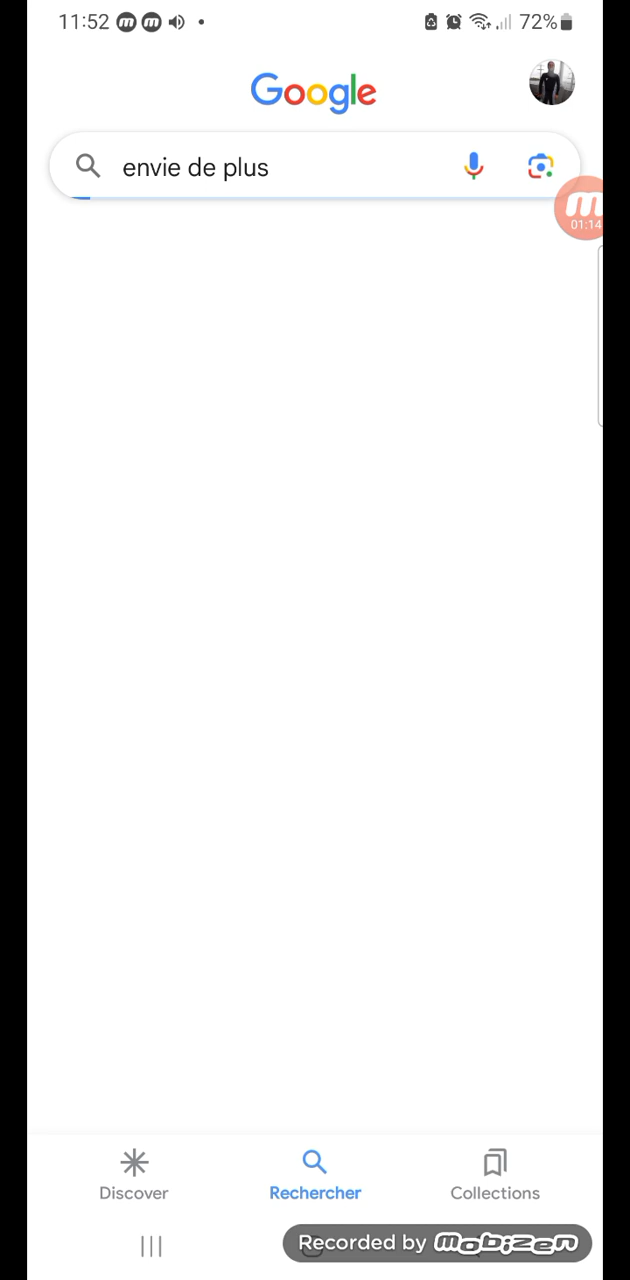 11:52 72%
Google
envie de plus
01:14
Discover Rechercher Collections
Recorded by mobizen